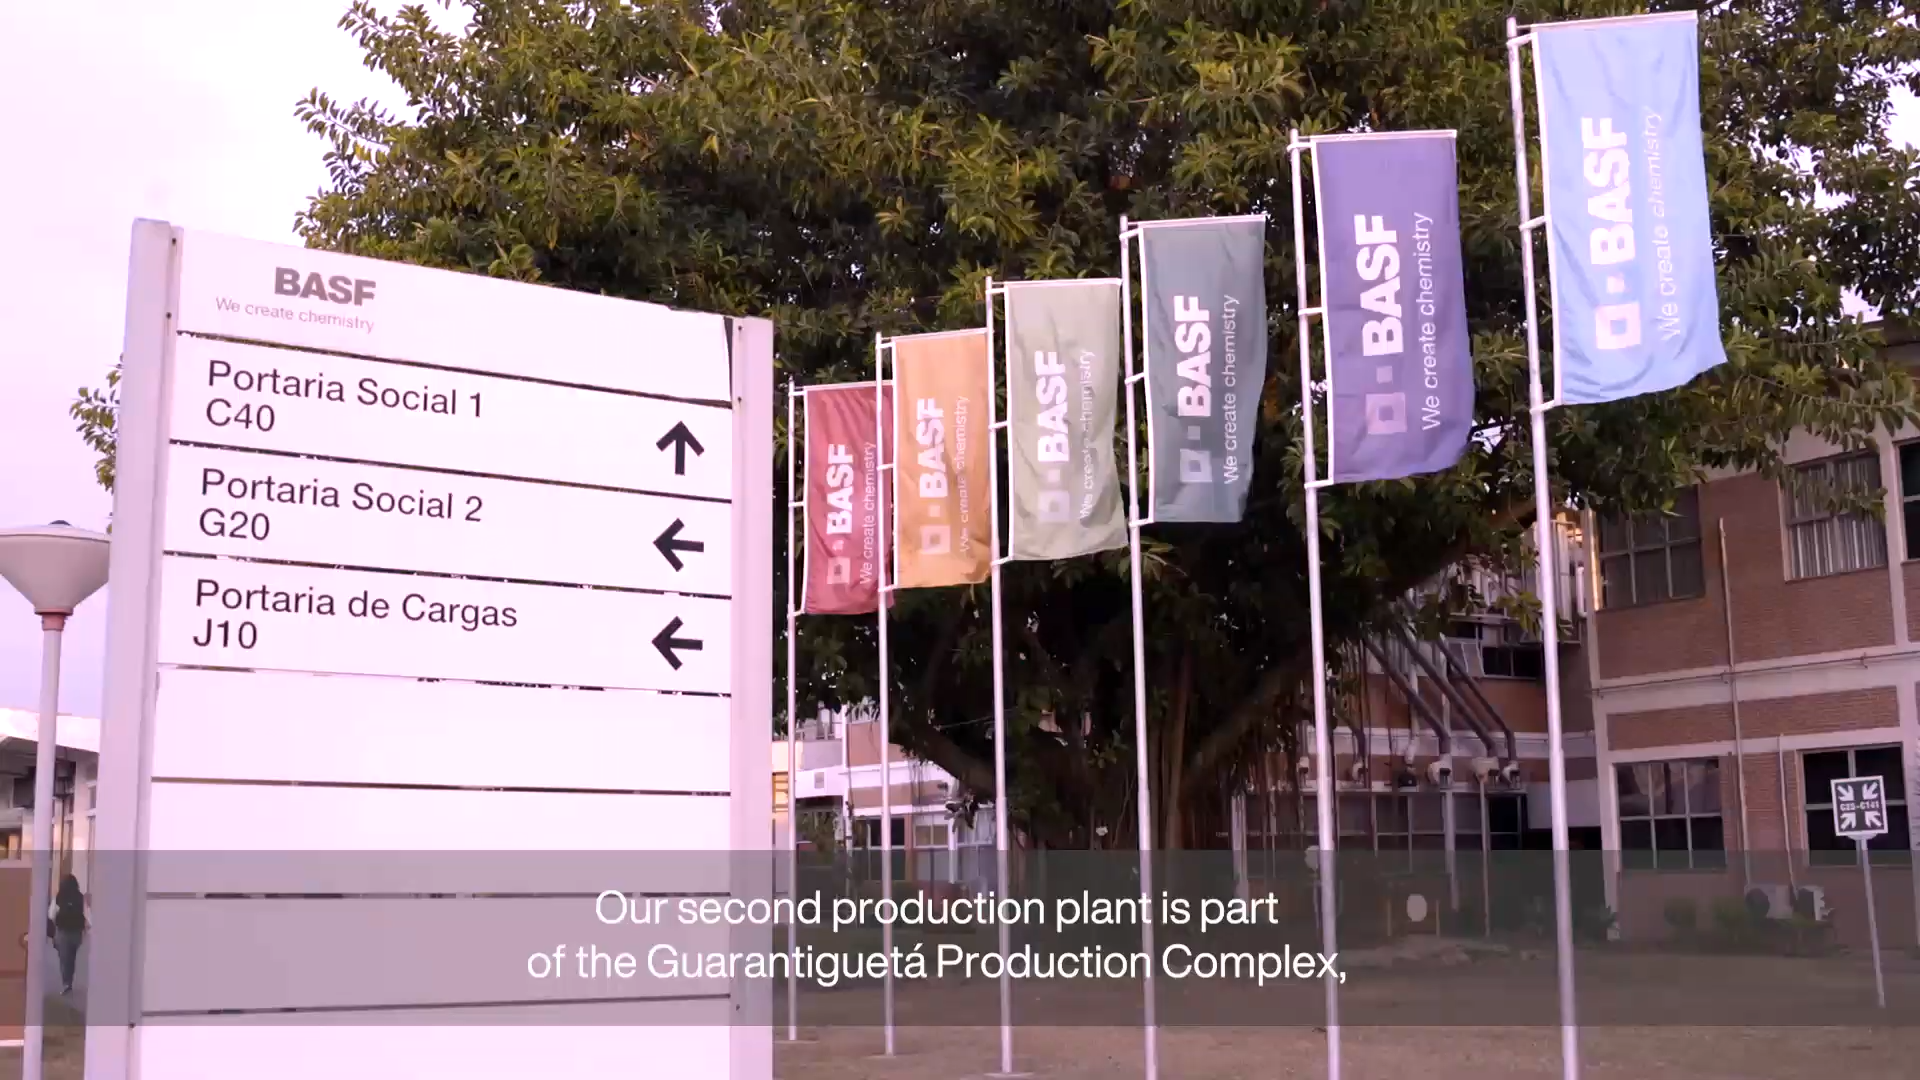 BASF
We create chemistry
Portaria Social 1
C40
Portaria Social 2
G20
Portaria de Cargas
J10
BASF
We create chemistry
BASF
We create chemistry
BASF
We create chemistry
BASF
We create chemistry
BASF
We create chemistry
BASF
We create chemistry
C25-C141
Our second production plant is part
of the Guarantiguetá Production Complex,